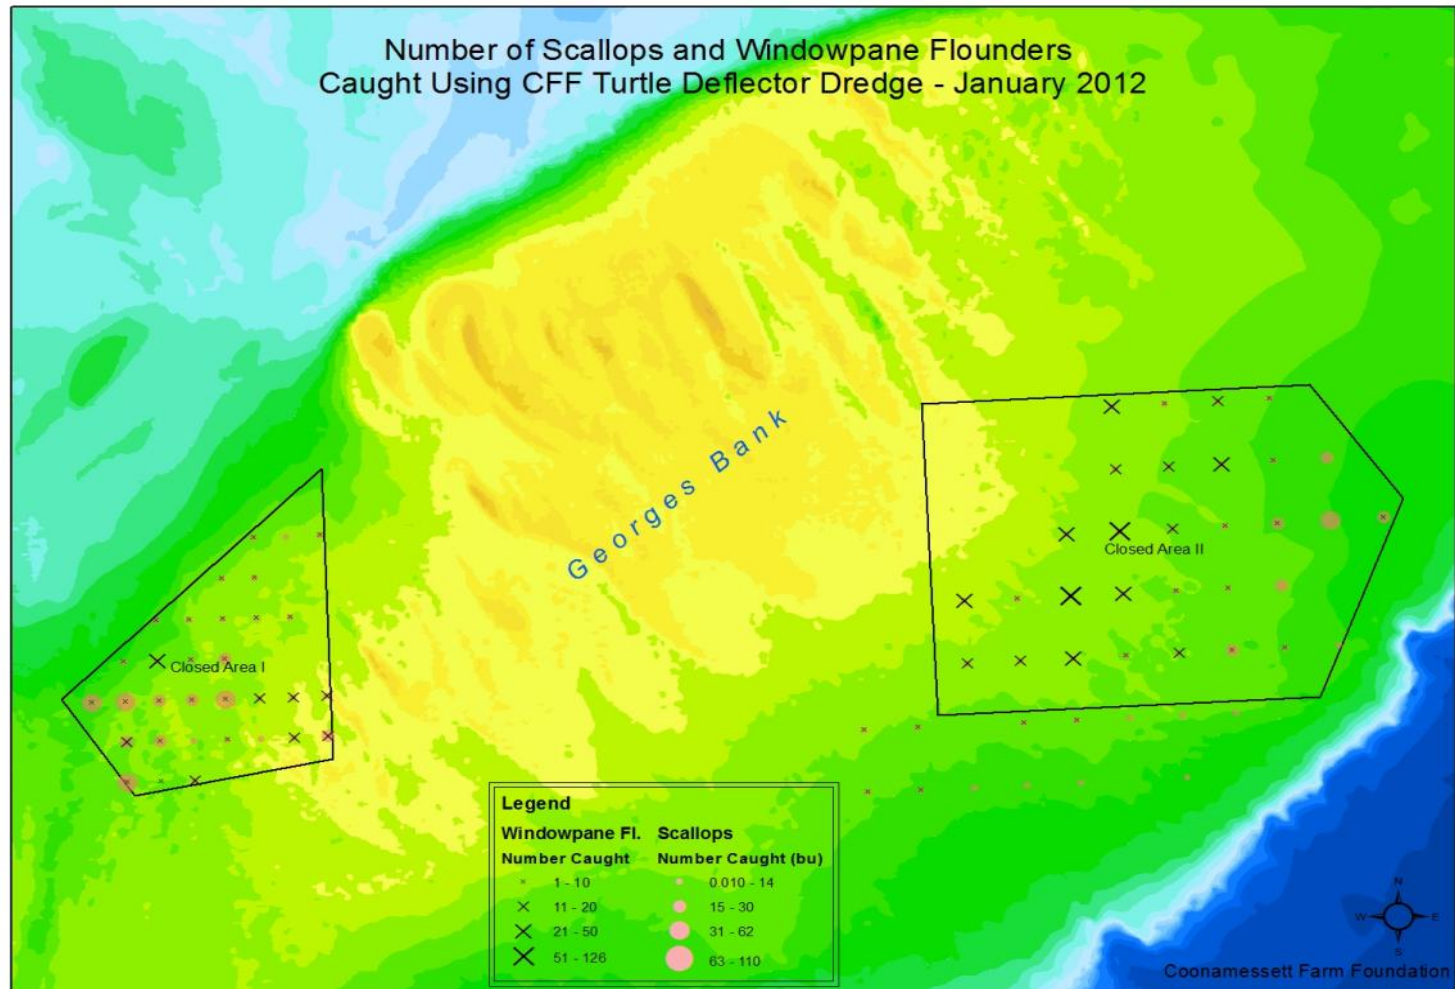 Number of Scallops and Windowpane Flounders
Caught Using CFF Turtle Deflector Dredge - January 2012
Georges Bank
Closed Area II
Closed Area I
Legend
Windowpane Fl. Scallops
Number Caught Number Caught (bu)
1 - 10 0.010 - 14
11 - 20 15 - 30
21 - 50 31 - 62
51 - 126 63 - 110
N
W E
S
Coonamessett Farm Foundation